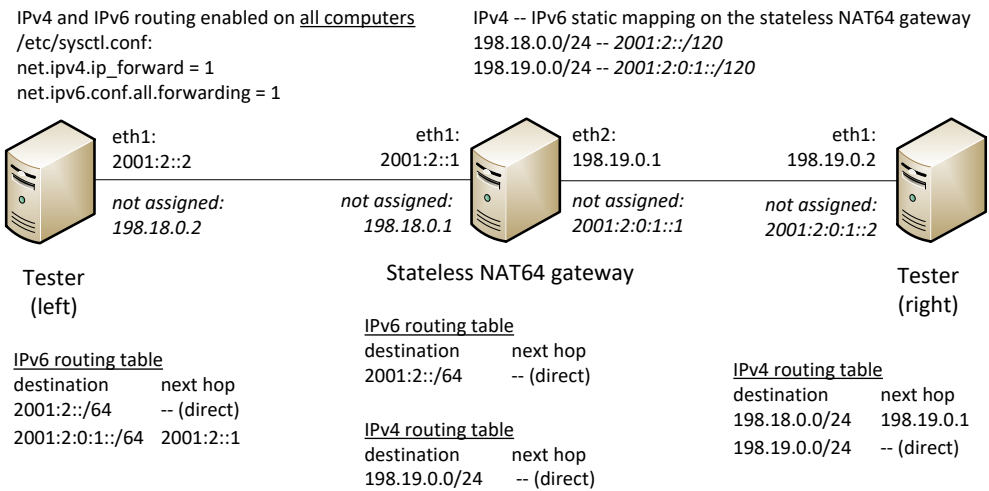 IPv4 and IPv6 routing enabled on all computers
/etc/sysctl.conf:
net.ipv4.ip_forward = 1
net.ipv6.conf.all.forwarding = 1
IPv4 -- IPv6 static mapping on the stateless NAT64 gateway
198.18.0.0/24 -- 2001:2::/120
198.19.0.0/24 -- 2001:2:0:1::/120
eth1:
2001:2::2
not assigned:
198.18.0.2
eth1:
2001:2::1
not assigned:
198.18.0.1
eth2:
198.19.0.1
not assigned:
2001:2:0:1::1
eth1:
198.19.0.2
not assigned:
2001:2:0:1::2
Tester
(left)
Stateless NAT64 gateway
Tester
(right)
IPv6 routing table
destination next hop
2001:2::/64 -- (direct)
2001:2:0:1::/64 2001:2::1
IPv6 routing table
destination next hop
2001:2::/64 -- (direct)
IPv4 routing table
destination next hop
198.19.0.0/24 -- (direct)
IPv4 routing table
destination next hop
198.18.0.0/24 198.19.0.1
198.19.0.0/24 -- (direct)